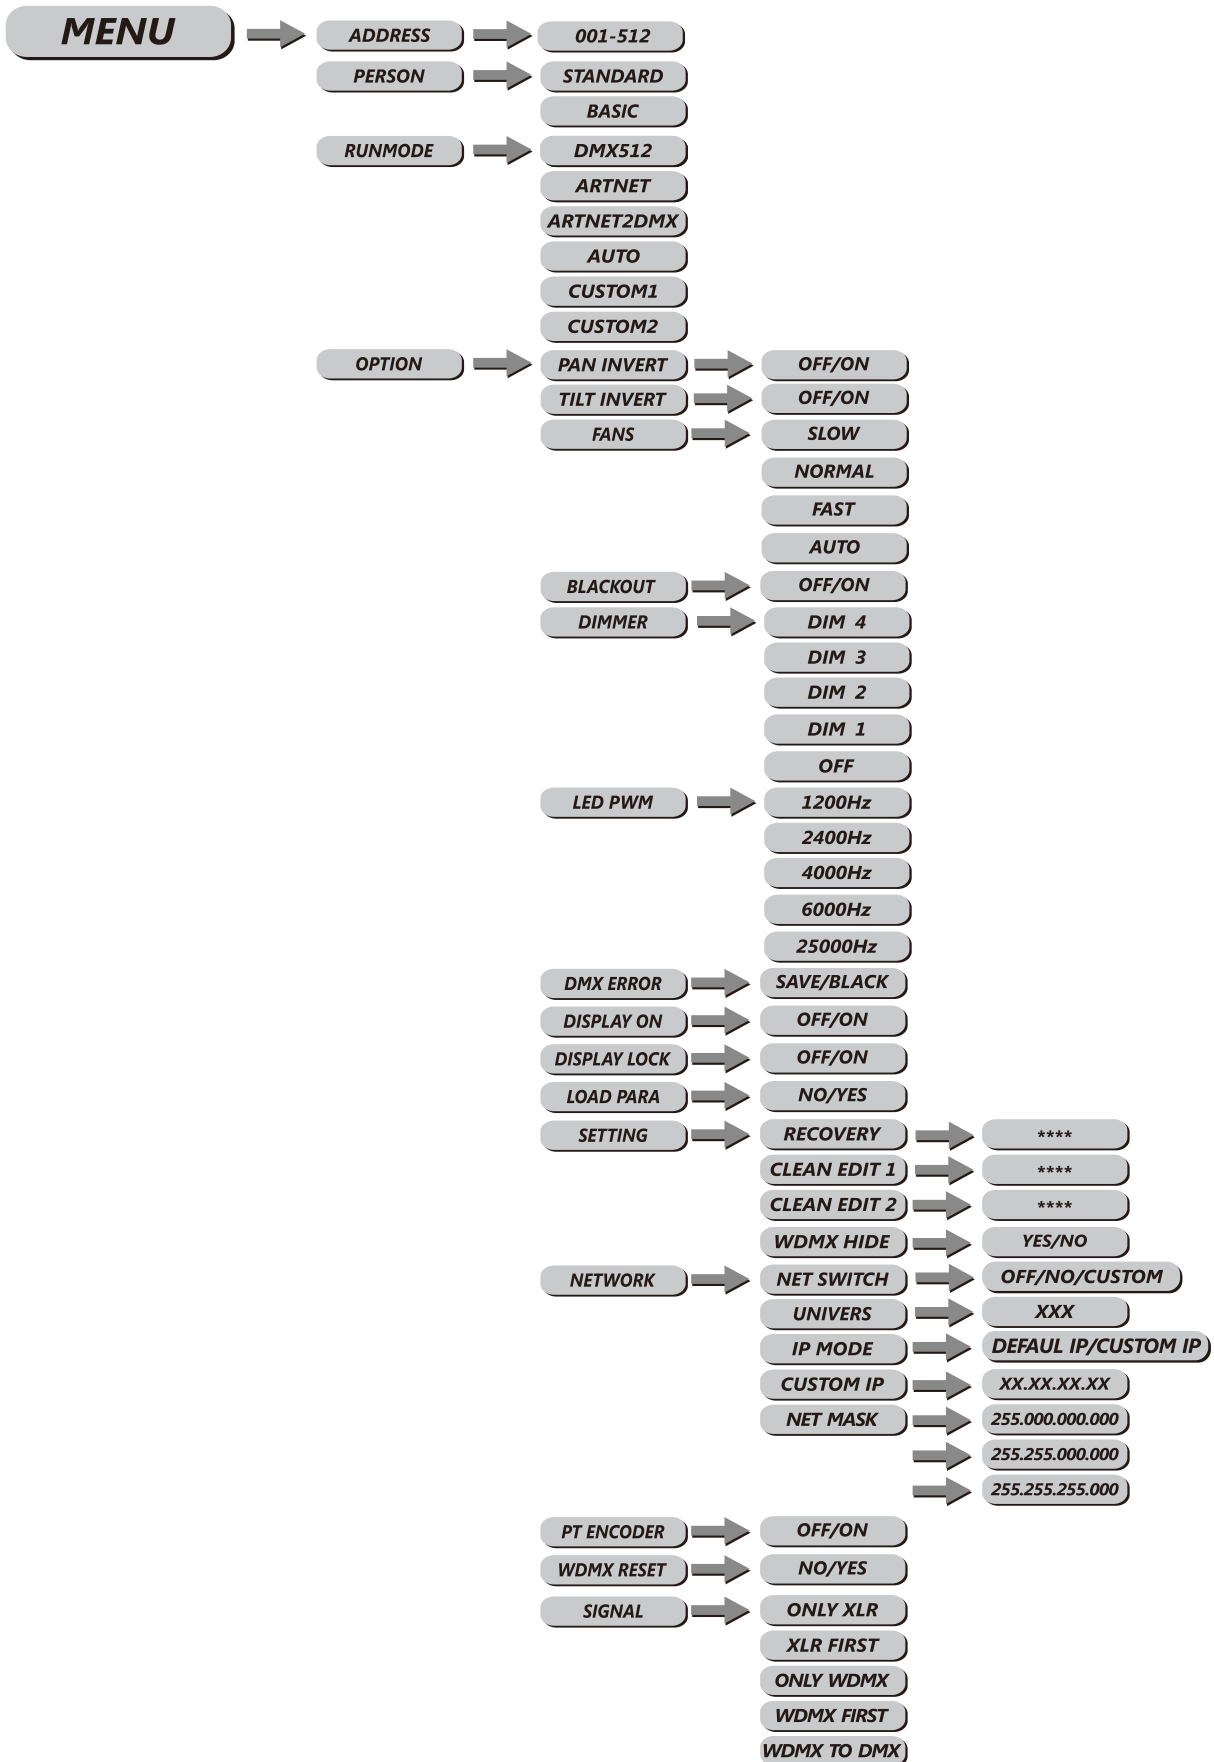 MENU
ADDRESS 001-512
PERSON STANDARD
BASIC
RUNMODE DMX512
ARTNET
ARTNET2DMX
AUTO
CUSTOM1
CUSTOM2
OPTION PAN INVERT OFF/ON
TILT INVERT OFF/ON
FANS SLOW
NORMAL
FAST
AUTO
BLACKOUT OFF/ON
DIMMER DIM 4
DIM 3
DIM 2
DIM 1
OFF
LED PWM 1200Hz
2400Hz
4000Hz
6000Hz
25000Hz
DMX ERROR SAVE/BLACK
DISPLAY ON OFF/ON
DISPLAY LOCK OFF/ON
LOAD PARA NO/YES
SETTING RECOVERY ****
CLEAN EDIT 1 ****
CLEAN EDIT 2 ****
WDMX HIDE YES/NO
NETWORK NET SWITCH OFF/NO/CUSTOM
UNIVERS XXX
IP MODE DEFAUL IP/CUSTOM IP
CUSTOM IP XX.XX.XX.XX
NET MASK 255.000.000.000
255.255.000.000
255.255.255.000
PT ENCODER OFF/ON
WDMX RESET NO/YES
SIGNAL ONLY XLR
XLR FIRST
ONLY WDMX
WDMX FIRST
WDMX TO DMX